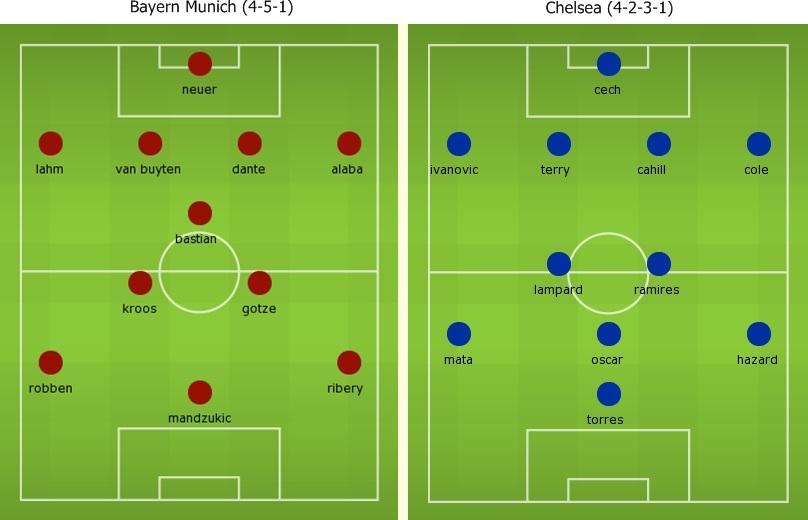 Bayern Munich (4-5-1)
neuer
lahm van buyten dante alaba
bastian
kroos gotze
robben ribery
mandzukic
Chelsea (4-2-3-1)
cech
ivanovic terry cahill cole
lampard ramires
mata oscar hazard
torres